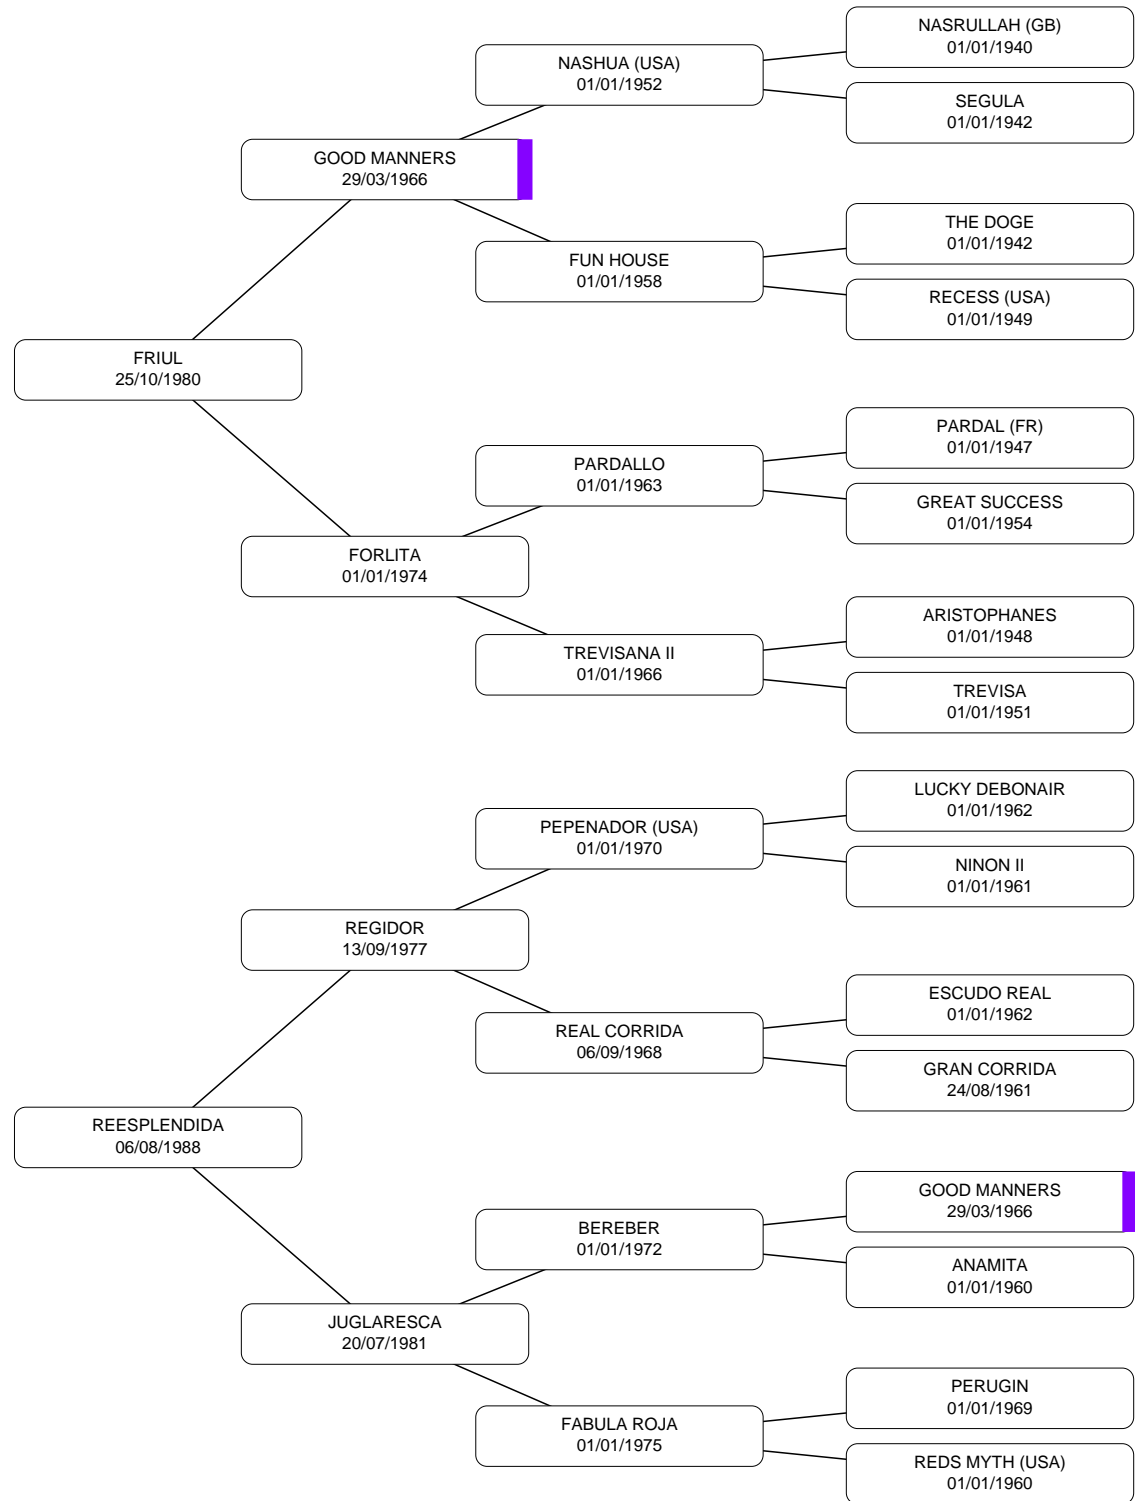 NASRULLAH (GB)
01/01/1940
NASHUA (USA)
01/01/1952
SEGULA
01/01/1942
GOOD MANNERS
29/03/1966
THE DOGE
01/01/1942
FUN HOUSE
01/01/1958
RECESS (USA)
01/01/1949
FRIUL
25/10/1980
PARDAL (FR)
01/01/1947
PARDALLO
01/01/1963
GREAT SUCCESS
01/01/1954
FORLITA
01/01/1974
ARISTOPHANES
01/01/1948
TREVISANA II
01/01/1966
TREVISA
01/01/1951
LUCKY DEBONAIR
01/01/1962
PEPENADOR (USA)
01/01/1970
NINON II
01/01/1961
REGIDOR
13/09/1977
ESCUDO REAL
01/01/1962
REAL CORRIDA
06/09/1968
GRAN CORRIDA
24/08/1961
REESPLENDIDA
06/08/1988
GOOD MANNERS
29/03/1966
BEREBER
01/01/1972
ANAMITA
01/01/1960
JUGLARESCA
20/07/1981
PERUGIN
01/01/1969
FABULA ROJA
01/01/1975
REDS MYTH (USA)
01/01/1960